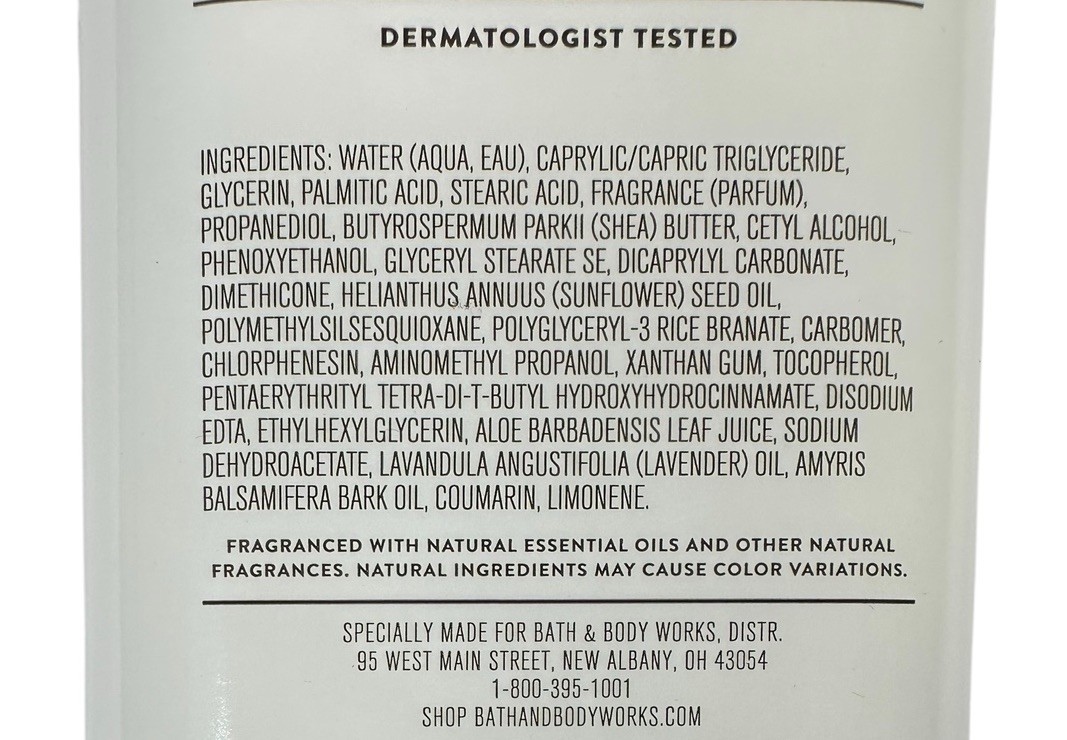 DERMATOLOGIST TESTED
INGREDIENTS: WATER (AQUA, EAU), CAPRYLIC/CAPRIC TRIGLYCERIDE,
GLYCERIN, PALMITIC ACID, STEARIC ACID, FRAGRANCE (PARFUM),
PROPANEDIOL, BUTYROSPERMUM PARKII (SHEA) BUTTER, CETYL ALCOHOL,
PHENOXYETHANOL, GLYCERYL STEARATE SE, DICAPRYLYL CARBONATE,
DIMETHICONE, HELIANTHUS ANNUUS (SUNFLOWER) SEED OIL,
POLYMETHYLSILSESQUIOXANE, POLYGLYCERYL-3 RICE BRANATE, CARBOMER,
CHLORPHENESIN, AMINOMETHYL PROPANOL, XANTHAN GUM, TOCOPHEROL,
PENTAERYTHRITYL TETRA-DI-T-BUTYL HYDROXYHYDROCINNAMATE, DISODIUM
EDTA, ETHYLHEXYLGLYCERIN, ALOE BARBADENSIS LEAF JUICE, SODIUM
DEHYDROACETATE, LAVANDULA ANGUSTIFOLIA (LAVENDER) OIL, AMYRIS
BALSAMIFERA BARK OIL, COUMARIN, LIMONENE.
FRAGRANCED WITH NATURAL ESSENTIAL OILS AND OTHER NATURAL
FRAGRANCES. NATURAL INGREDIENTS MAY CAUSE COLOR VARIATIONS.
SPECIALLY MADE FOR BATH & BODY WORKS, DISTR.
95 WEST MAIN STREET, NEW ALBANY, OH 43054
1-800-395-1001
SHOP BATHANDBODYWORKS.COM